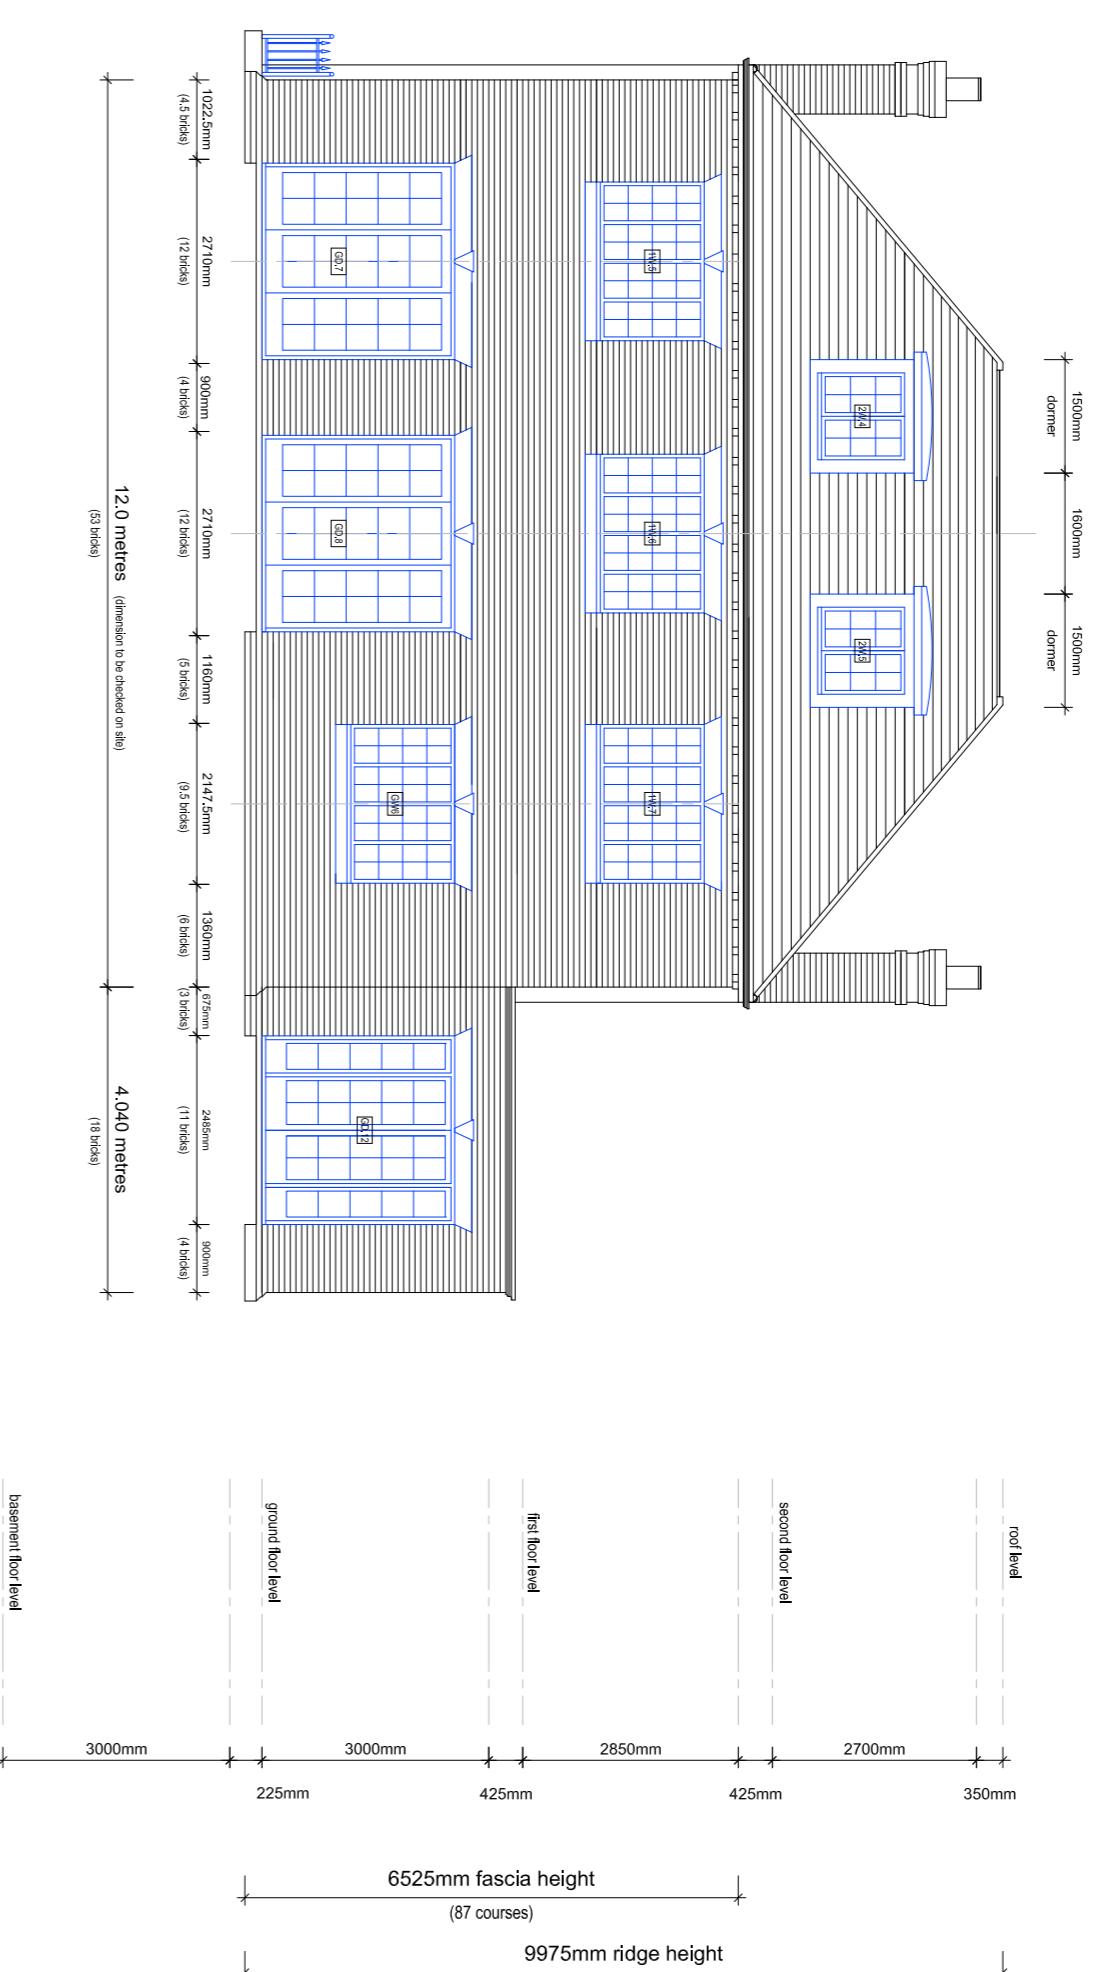 1500mm
dormer
1600mm
1500mm
dormer
2W.4
2W.5
1W.5
1W.6
1W.7
GD.7
GD.8
GW6
GD.12
1022.5mm
(4.5 bricks)
2710mm
(12 bricks)
900mm
(4 bricks)
2710mm
(12 bricks)
1160mm
(5 bricks)
2147.5mm
(9.5 bricks)
1360mm
(6 bricks)
675mm
(3 bricks)
2485mm
(11 bricks)
900mm
(4 bricks)
12.0 metres (dimension to be checked on site)
(53 bricks)
4.040 metres
(18 bricks)
roof level
second floor level
first floor level
ground floor level
basement floor level
3000mm
3000mm
2850mm
2700mm
225mm
425mm
425mm
350mm
6525mm fascia height
(87 courses)
9975mm ridge height